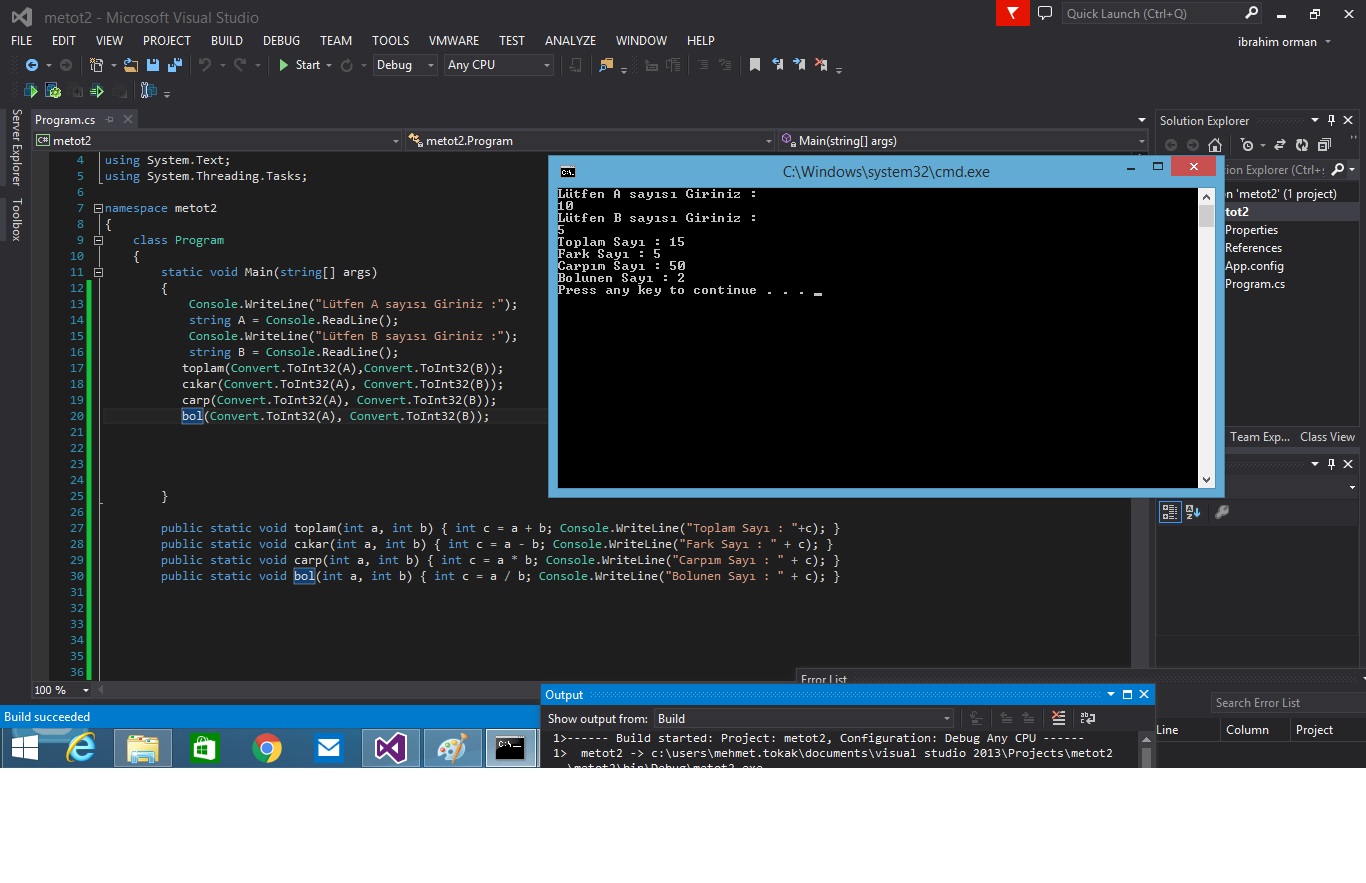 metot2 - Microsoft Visual Studio
Quick Launch (Ctrl+Q)
FILE EDIT VIEW PROJECT BUILD DEBUG TEAM TOOLS VMWARE TEST ANALYZE WINDOW HELP
ibrahim orman
Start Debug Any CPU
Server Explorer
Toolbox
Program.cs
C# metot2 metot2.Program Main(string[] args)
4 using System.Text;
5 using System.Threading.Tasks;
6
7 namespace metot2
8 {
9 class Program
10 {
11 static void Main(string[] args)
12 {
13 Console.WriteLine("Lütfen A sayısı Giriniz :");
14 string A = Console.ReadLine();
15 Console.WriteLine("Lütfen B sayısı Giriniz :");
16 string B = Console.ReadLine();
17 toplam(Convert.ToInt32(A),Convert.ToInt32(B));
18 cıkar(Convert.ToInt32(A), Convert.ToInt32(B));
19 carp(Convert.ToInt32(A), Convert.ToInt32(B));
20 bol(Convert.ToInt32(A), Convert.ToInt32(B));
21
22
23
24
25 }
26
27 public static void toplam(int a, int b) { int c = a + b; Console.WriteLine("Toplam Sayı : "+c); }
28 public static void cıkar(int a, int b) { int c = a - b; Console.WriteLine("Fark Sayı : " + c); }
29 public static void carp(int a, int b) { int c = a * b; Console.WriteLine("Carpım Sayı : " + c); }
30 public static void bol(int a, int b) { int c = a / b; Console.WriteLine("Bolunen Sayı : " + c); }
31
32
33
34
35
36
100 %
C:\Windows\system32\cmd.exe
Lütfen A sayısı Giriniz :
10
Lütfen B sayısı Giriniz :
5
Toplam Sayı : 15
Fark Sayı : 5
Carpım Sayı : 50
Bolunen Sayı : 2
Press any key to continue . . . _
Solution Explorer
Explorer (Ctrl+;
'metot2' (1 project)
Properties
References
App.config
Program.cs
Team Exp... Class View
Error List
Search Error List
Line Column Project
Output
Show output from: Build
1>------ Build started: Project: metot2, Configuration: Debug Any CPU ------
1> metot2 -> c:\users\mehmet.tokak\documents\visual studio 2013\Projects\metot2
\metot2\bin\Debug\metot2.exe
Build succeeded